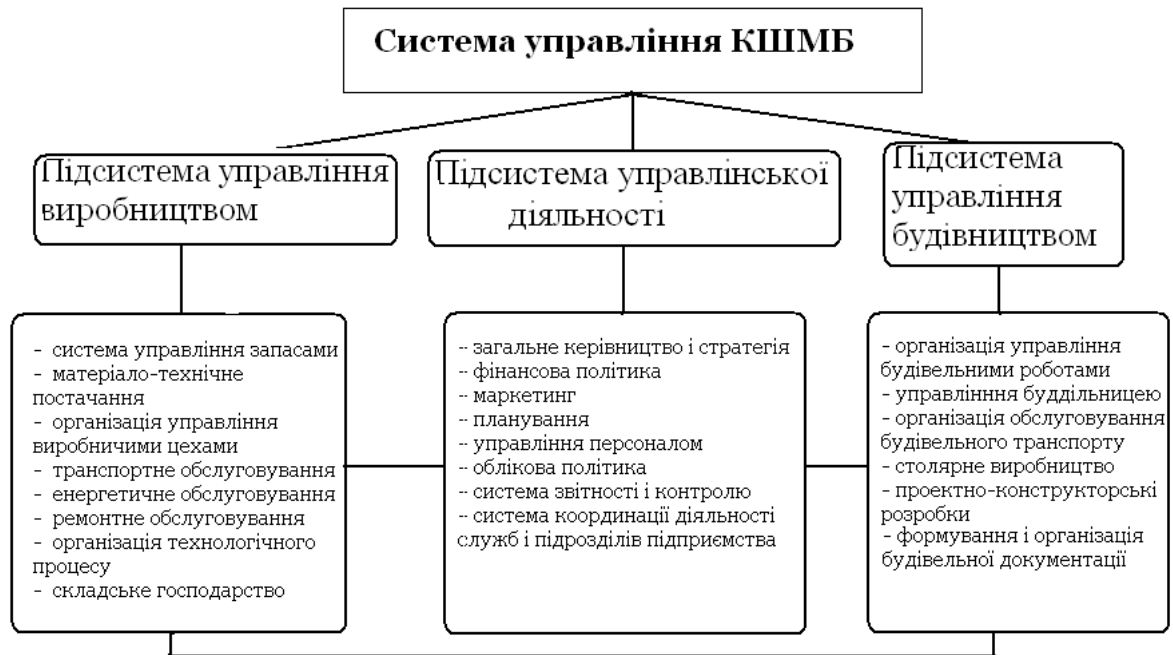 Система управління КШМБ
Підсистема управління
виробництвом
Підсистема управлінської
діяльності
Підсистема
управління
будівництвом
- система управління запасами
- матеріало-технічне
постачання
- організація управління
виробничими цехами
- транспортне обслуговування
- енергетичне обслуговування
- ремонтне обслуговування
- організація технологічного
процесу
- складське господарство
-- загальне керівництво і стратегія
-- фінансова політика
-- маркетинг
-- планування
-- управління персоналом
-- облікова політика
-- система звітності і контролю
-- система координації діяльності
служб і підрозділів підприємства
- організація управління
будівельними роботами
-управлінння буддільницею
- організація обслуговування
будівельного транспорту
- столярне виробництво
-проектно-конструкторські
розробки
- формування і організація
будівельної документації